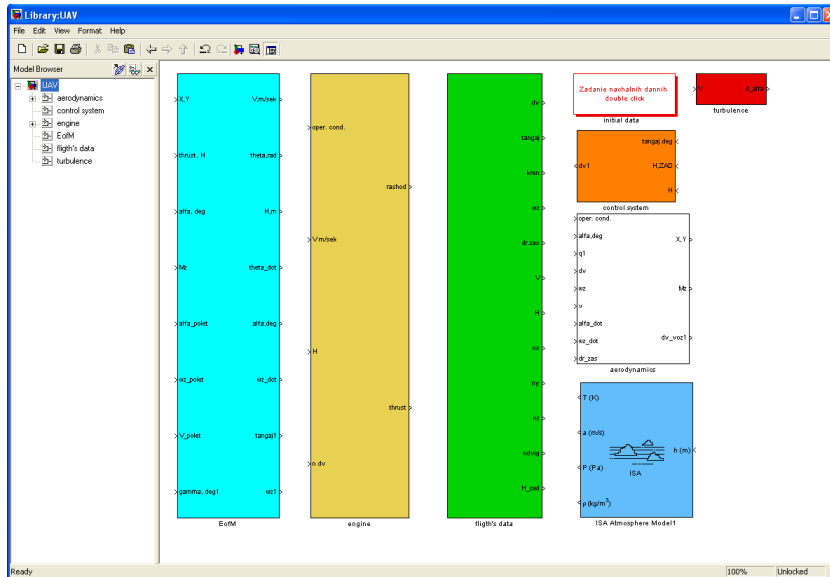 Library:UAV
File Edit View Format Help
Model Browser
UAV
aerodynamics
control system
engine
EofM
fligth's data
turbulence
X,Y
thrust, H
alfa, deg
Mz
alfa_polet
wz_polet
V_polet
gamma, deg1
V,m/sek
theta,rad
H,m
theta_dot
alfa,deg
wz_dot
tangaj1
wz1
EofM
oper. cond.
V m/sek
H
n dv
rashod
thrust
engine
dv
tangaj
kren
wz
dr.zas
V
H
nx
ny
nz
ndvig
H_zad
fligth's data
Zadanie nachalnih dannih
double click
initial data
V
d_alfa
turbulence
dv1
tangaj,deg
H,ZAD
H
control system
oper. cond.
alfa,deg
q1
dv
wz
v
alfa_dot
wz_dot
dr_zas
X,Y
Mz
dv_voz1
aerodynamics
T (K)
a (m/s)
P (Pa)
ρ (kg/m³)
ISA
h (m)
ISA Atmosphere Model1
Ready
100%
Unlocked